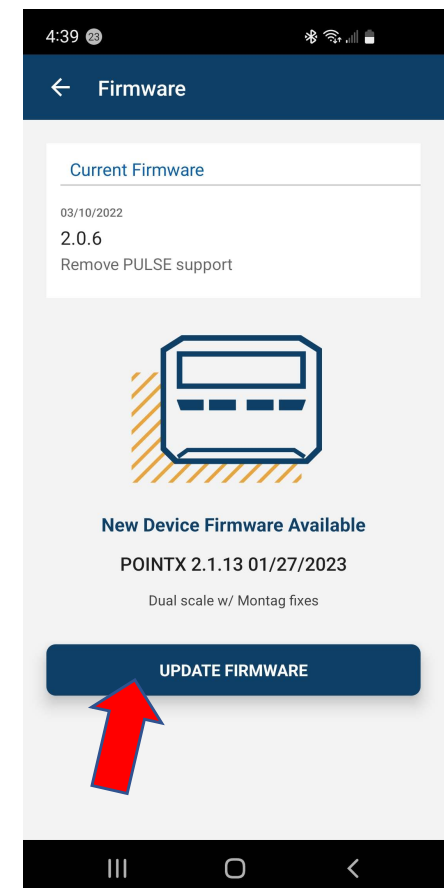 4:39 23
Firmware
Current Firmware
03/10/2022
2.0.6
Remove PULSE support
New Device Firmware Available
POINTX 2.1.13 01/27/2023
Dual scale w/ Montag fixes
UPDATE FIRMWARE